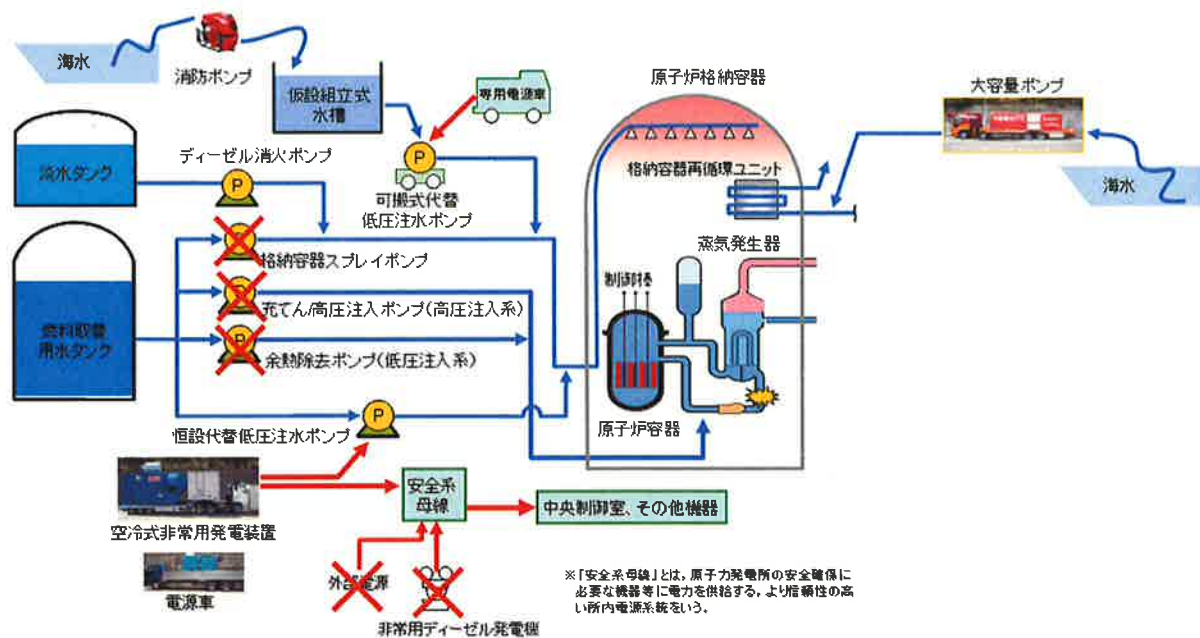 海水
消防ポンプ
仮設組立式
水槽
専用電源車
原子炉格納容器
大容量ポンプ
海水
淡水タンク
ディーゼル消火ポンプ
P
P
可搬式代替
低圧注水ポンプ
格納容器再循環ユニット
P
格納容器スプレイポンプ
蒸気発生器
制御棒
燃料取替
用水タンク
P
充てん/高圧注入ポンプ(高圧注入系)
P
余熱除去ポンプ(低圧注入系)
原子炉容器
P
恒設代替低圧注水ポンプ
空冷式非常用発電装置
安全系
母線
中央制御室、その他機器
電源車
外部電源
非常用ディーゼル発電機
※「安全系母線」とは、原子力発電所の安全確保に
必要な機器等に電力を供給する、より信頼性の高
い所内電源系統をいう。